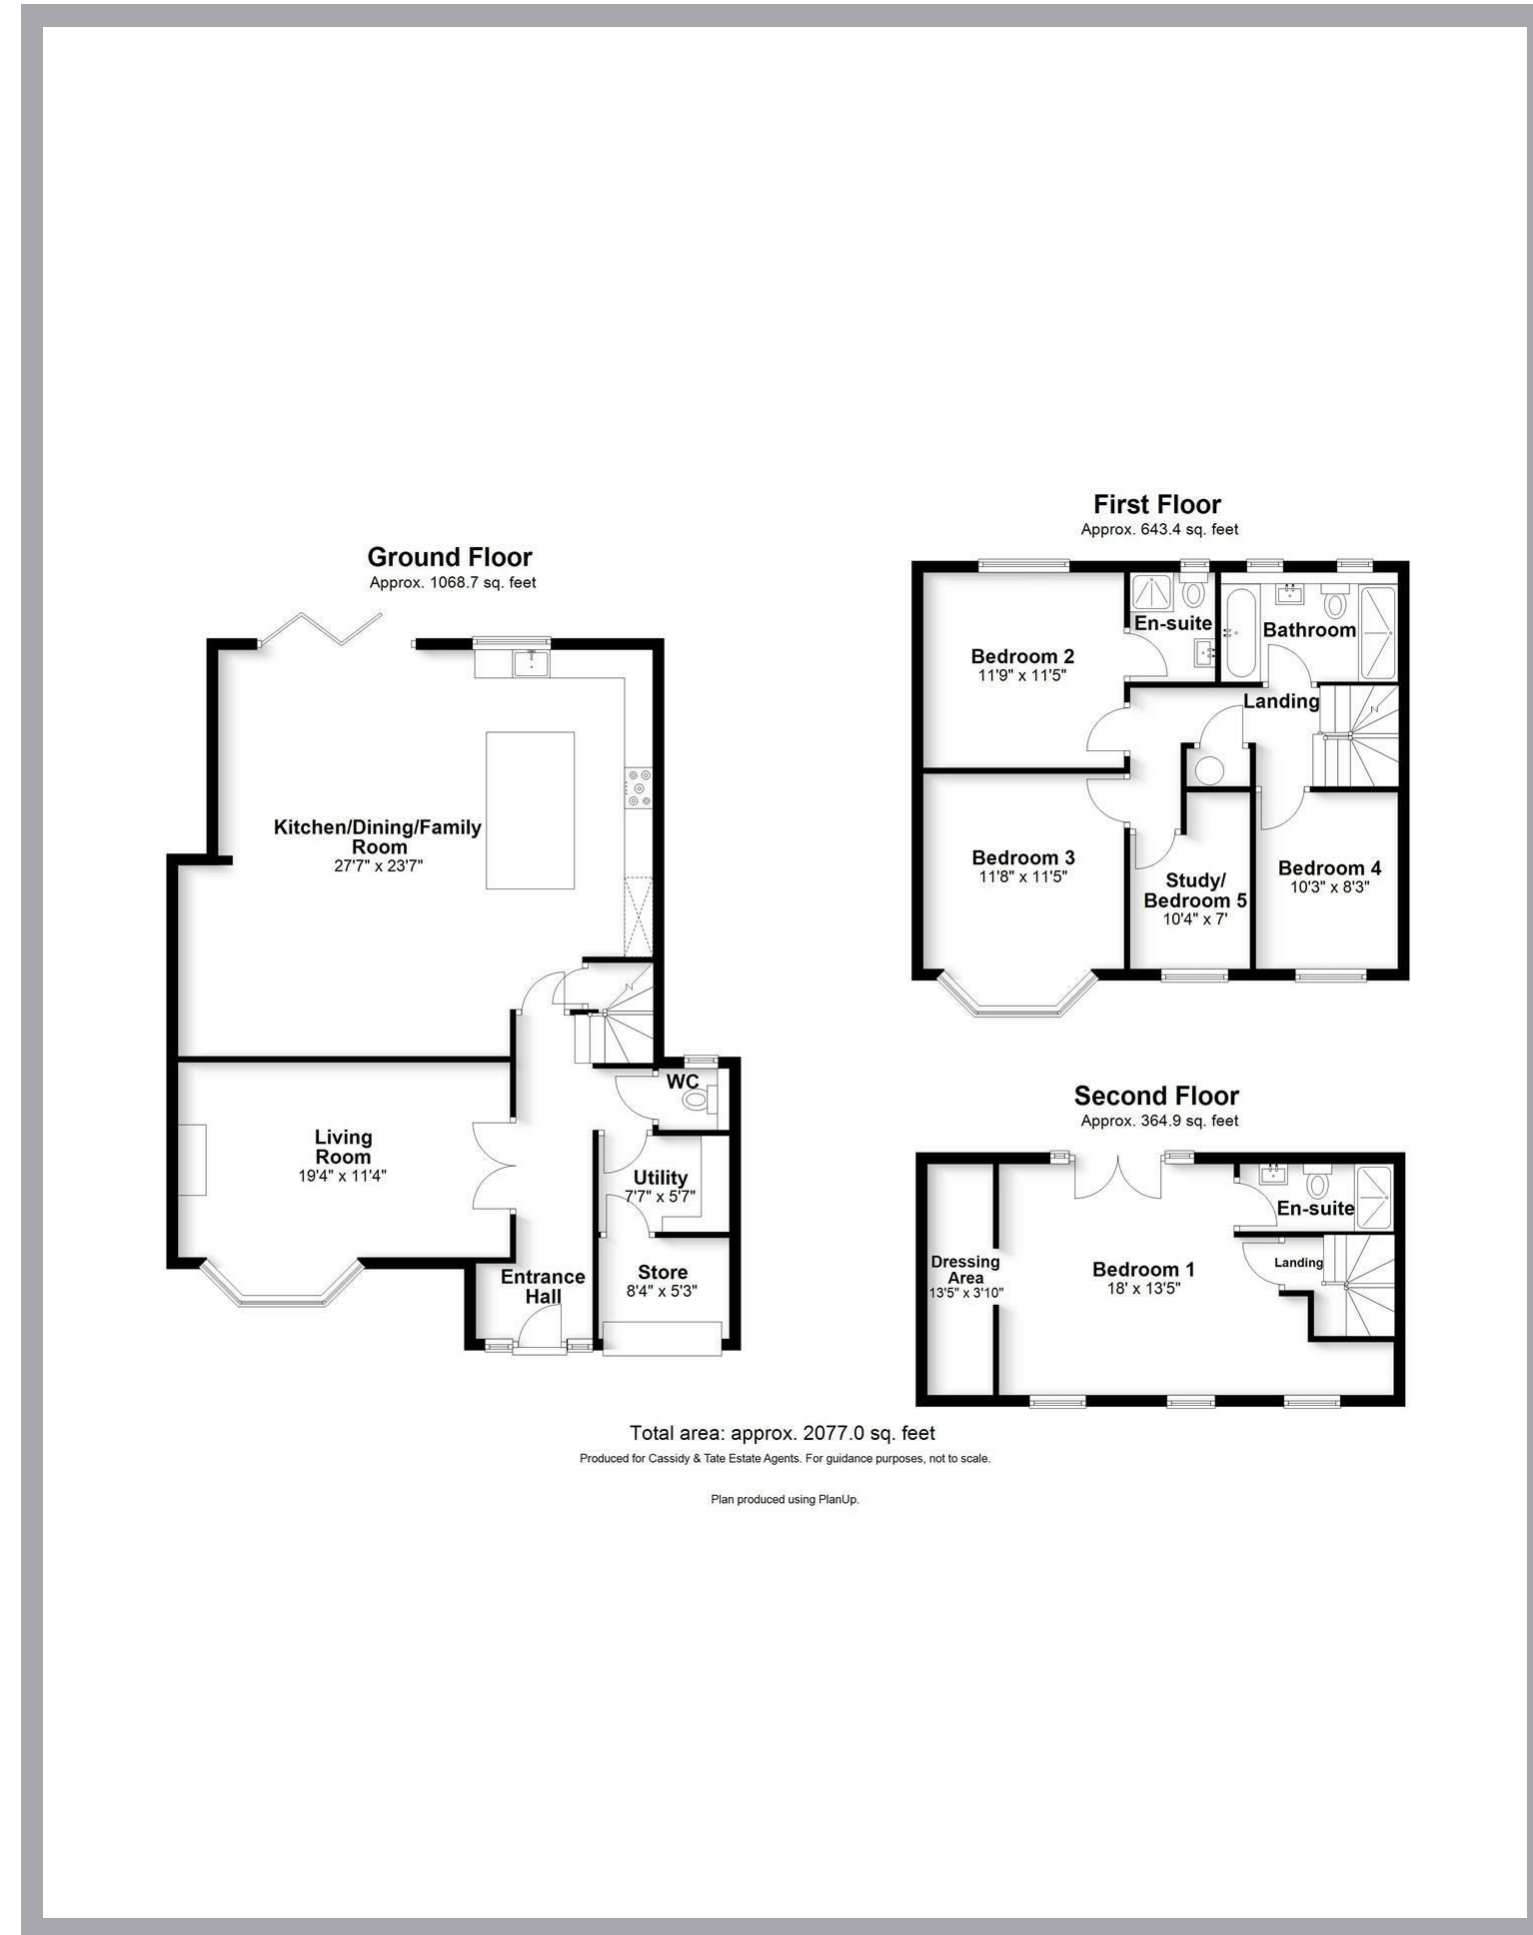 Ground Floor
Approx. 1068.7 sq. feet
Kitchen/Dining/Family
Room
27'7" x 23'7"
Living
Room
19'4" x 11'4"
WC
Utility
7'7" x 5'7"
Entrance
Hall
Store
8'4" x 5'3"
First Floor
Approx. 643.4 sq. feet
Bedroom 2
11'9" x 11'5"
En-suite
Bathroom
Landing
Bedroom 3
11'8" x 11'5"
Study/
Bedroom 5
10'4" x 7'
Bedroom 4
10'3" x 8'3"
Second Floor
Approx. 364.9 sq. feet
Dressing
Area
13'5" x 3'10"
Bedroom 1
18' x 13'5"
En-suite
Landing
Total area: approx. 2077.0 sq. feet
Produced for Cassidy & Tate Estate Agents. For guidance purposes, not to scale.
Plan produced using PlanUp.